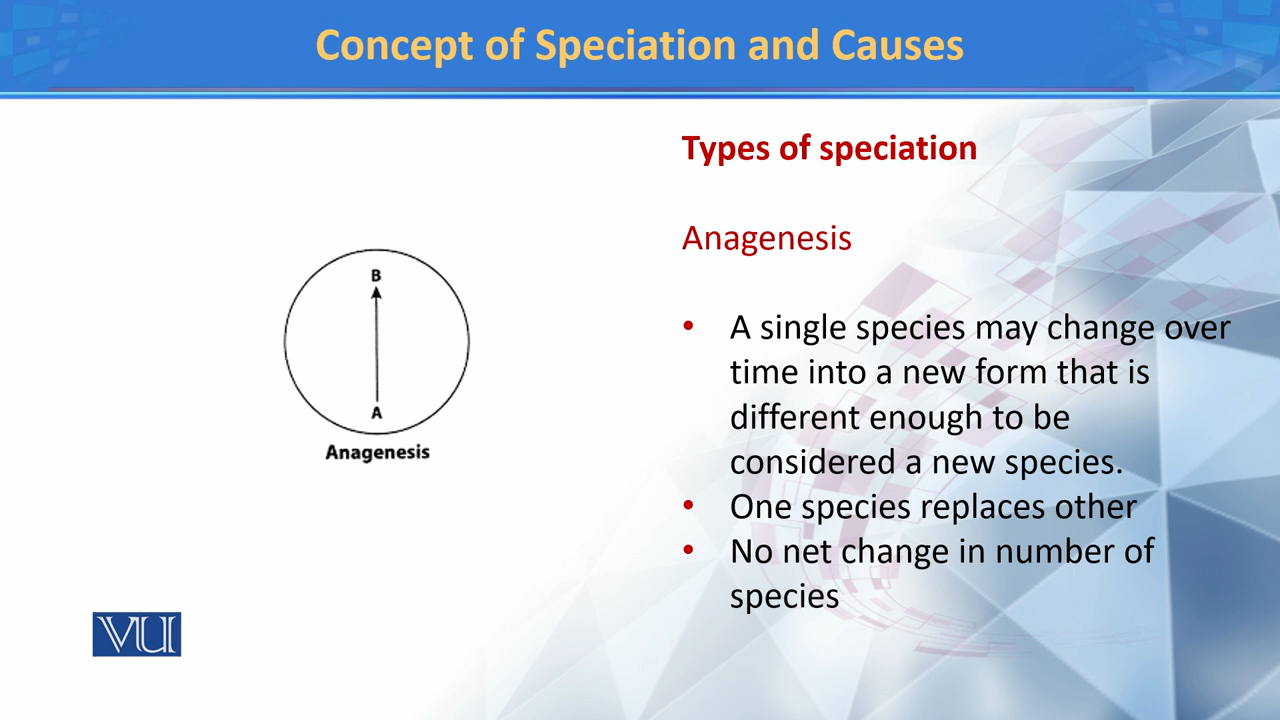 Concept of Speciation and Causes
Types of speciation
Anagenesis
B
A
Anagenesis
• A single species may change over
time into a new form that is
different enough to be
considered a new species.
• One species replaces other
• No net change in number of
species
VU